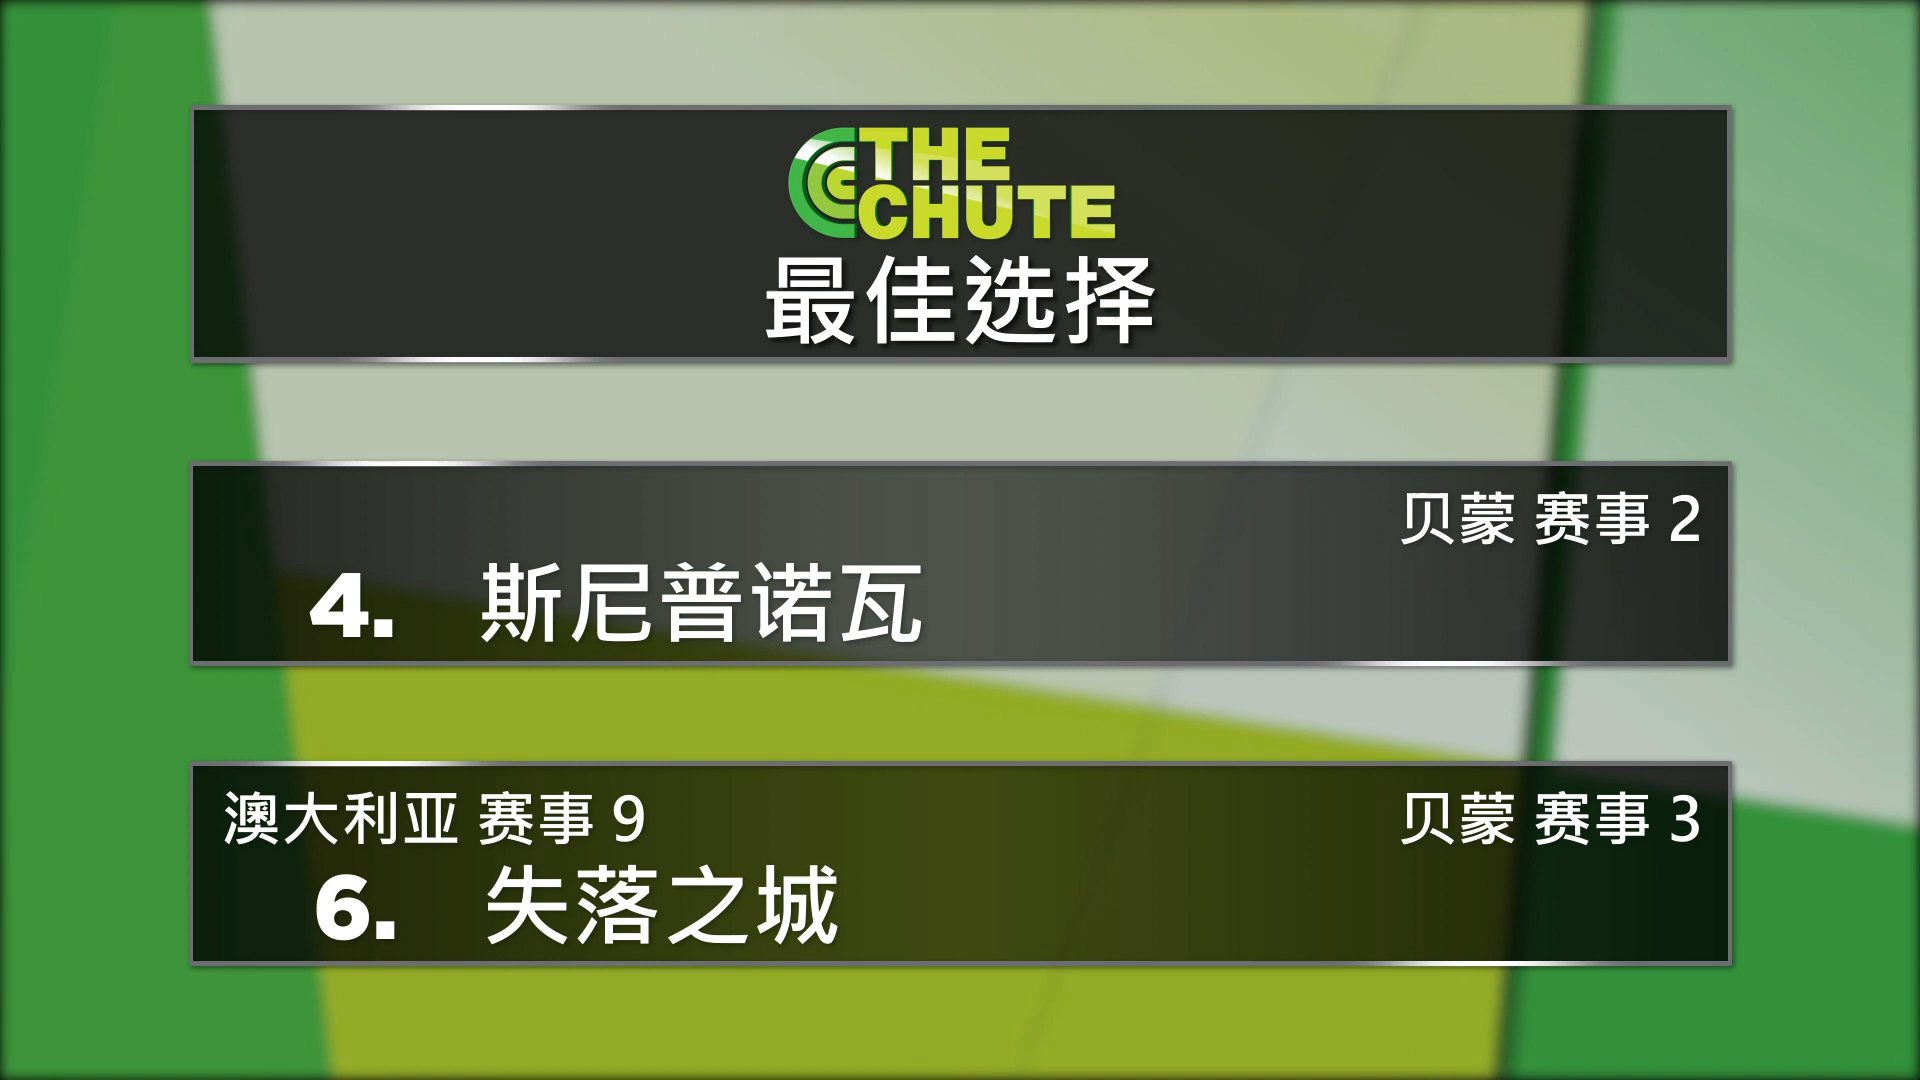 THE
CHUTE
最佳选择
贝蒙 赛事 2
4. 斯尼普诺瓦
澳大利亚 赛事 9 贝蒙 赛事 3
6. 失落之城